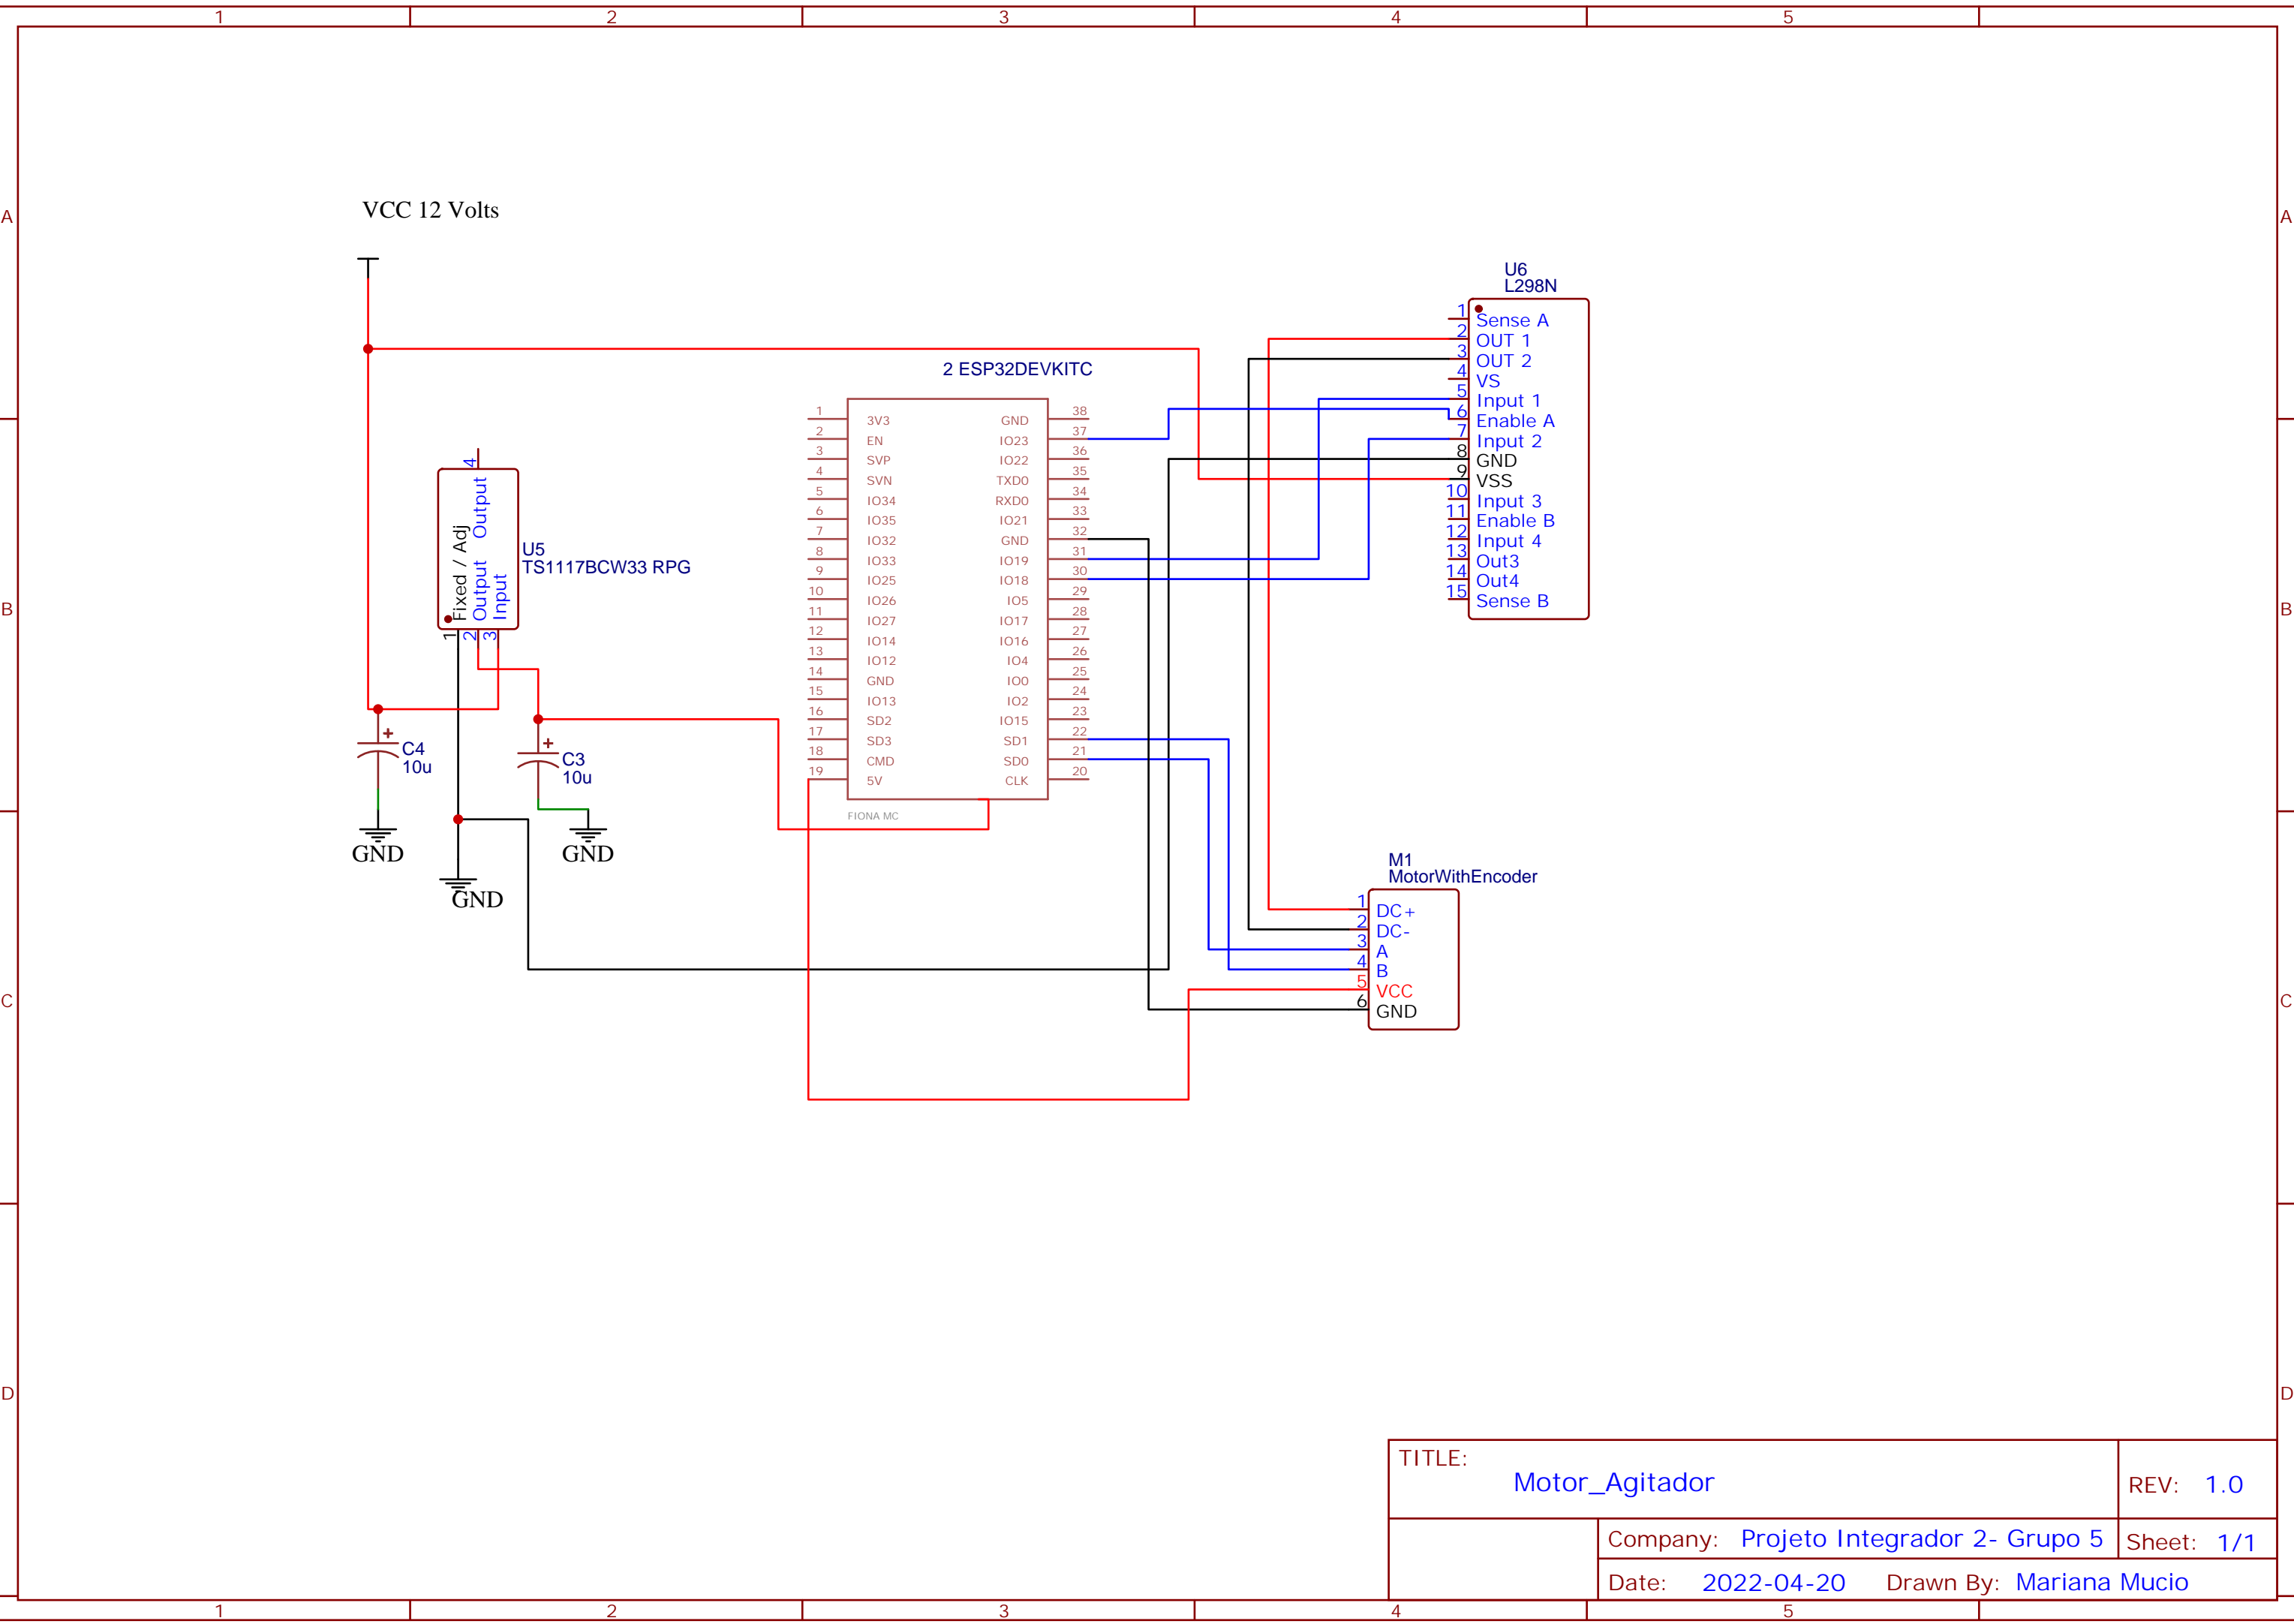 1 2 3 4 5
A A
VCC 12 Volts
U6
L298N
1 Sense A
2 OUT 1
3 OUT 2
4 VS
5 Input 1
6 Enable A
7 Input 2
8 GND
9 VSS
10 Input 3
11 Enable B
12 Input 4
13 Out3
14 Out4
15 Sense B
2 ESP32DEVKITC
1 3V3 GND 38
2 EN IO23 37
3 SVP IO22 36
4 SVN TXD0 35
5 IO34 RXD0 34
6 IO35 IO21 33
7 IO32 GND 32
8 IO33 IO19 31
9 IO25 IO18 30
10 IO26 IO5 29
11 IO27 IO17 28
12 IO14 IO16 27
13 IO12 IO4 26
14 GND IO0 25
15 IO13 IO2 24
16 SD2 IO15 23
17 SD3 SD1 22
18 CMD SD0 21
19 5V CLK 20
FIONA MC
4 Output
U5
TS1117BCW33 RPG
1 Fixed / Adj
2 Output
3 Input
B B
+
C4
10u
+
C3
10u
GND
GND
GND
M1
MotorWithEncoder
1 DC+
2 DC-
3 A
4 B
5 VCC
6 GND
C C
D D
TITLE:
Motor_Agitador
REV: 1.0
Company: Projeto Integrador 2- Grupo 5
Sheet: 1/1
Date: 2022-04-20 Drawn By: Mariana Mucio
1 2 3 4 5